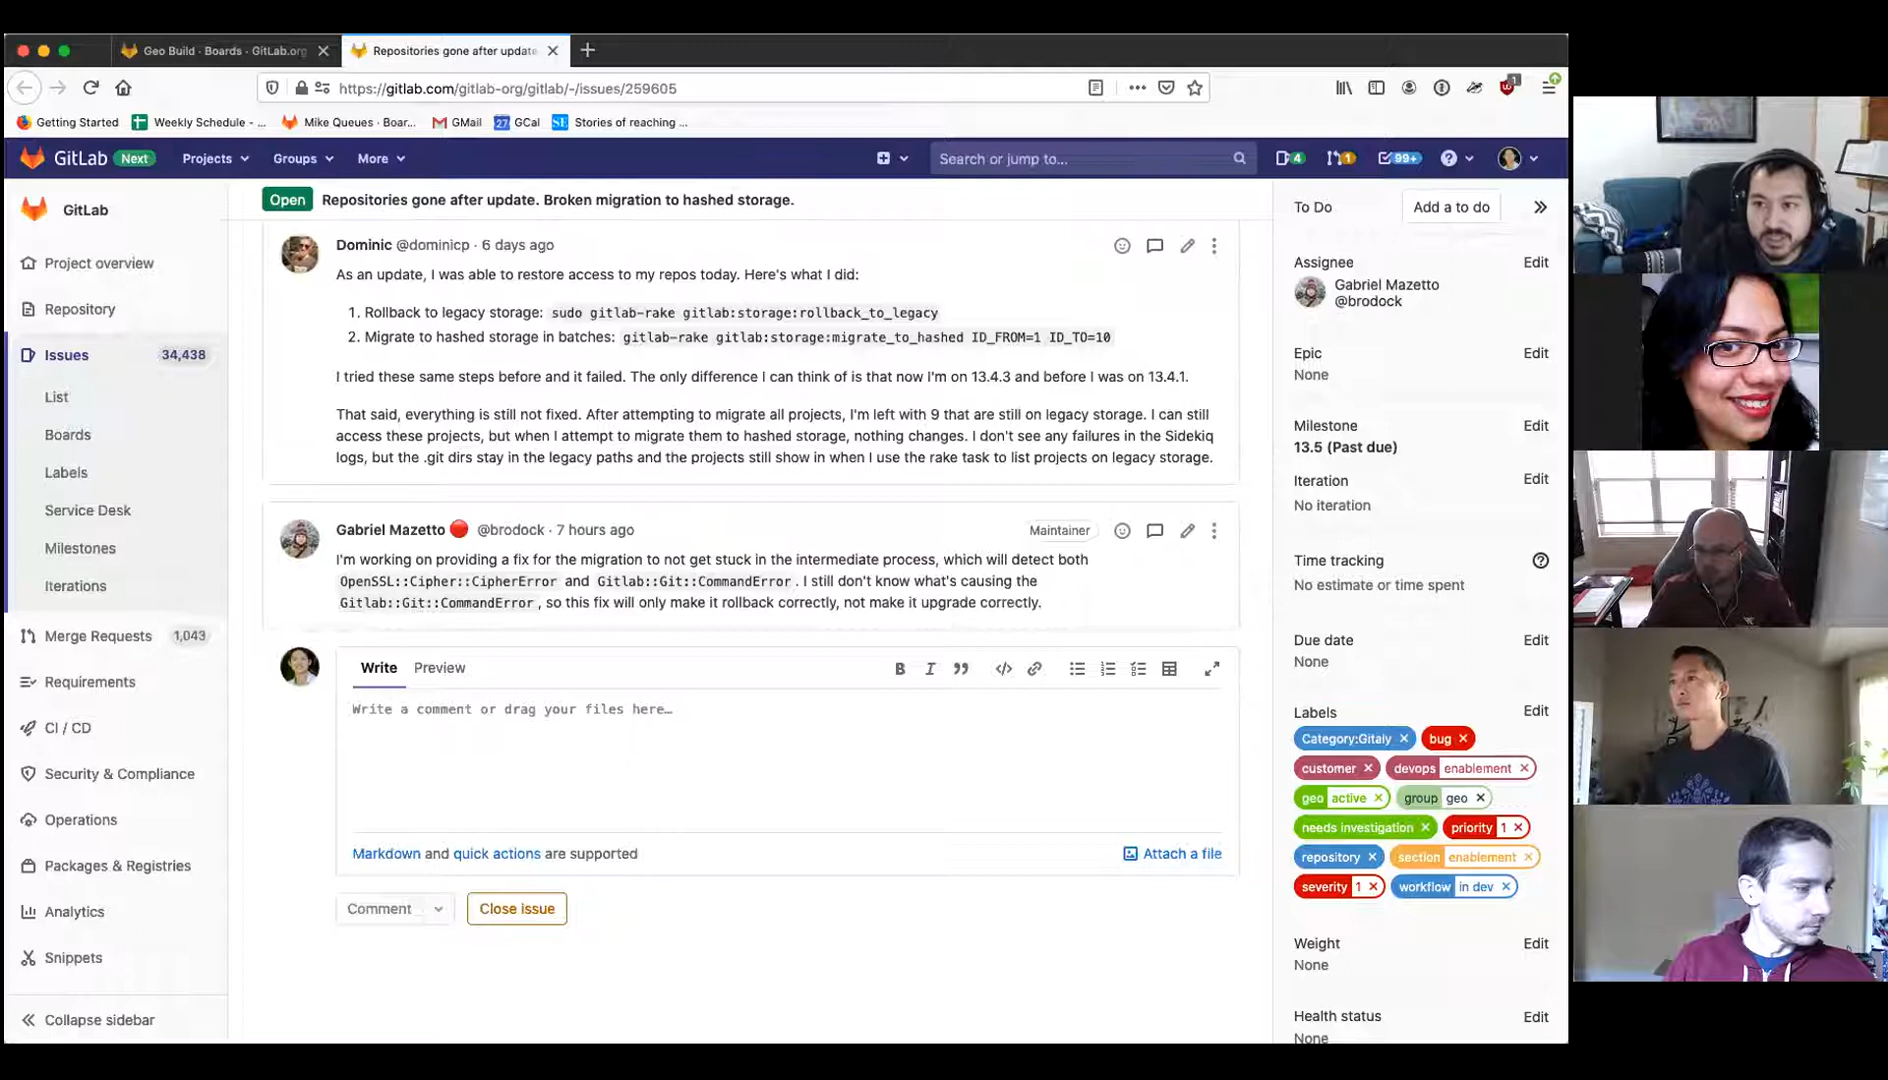 Geo Build · Boards · GitLab.org
Repositories gone after update
https://gitlab.com/gitlab-org/gitlab/-/issues/259605
1
Getting Started
Weekly Schedule - ...
Mike Queues · Boar...
GMail
27
GCal
SE
Stories of reaching ...
GitLab
Next
Projects
Groups
More
Search or jump to...
4
1
99+
GitLab
Project overview
Repository
Issues
34,438
List
Boards
Labels
Service Desk
Milestones
Iterations
Merge Requests
1,043
Requirements
CI / CD
Security & Compliance
Operations
Packages & Registries
Analytics
Snippets
Collapse sidebar
Open
Repositories gone after update. Broken migration to hashed storage.
Dominic @dominicp · 6 days ago
As an update, I was able to restore access to my repos today. Here's what I did:
1. Rollback to legacy storage: sudo gitlab-rake gitlab:storage:rollback_to_legacy
2. Migrate to hashed storage in batches: gitlab-rake gitlab:storage:migrate_to_hashed ID_FROM=1 ID_TO=10
I tried these same steps before and it failed. The only difference I can think of is that now I'm on 13.4.3 and before I was on 13.4.1.
That said, everything is still not fixed. After attempting to migrate all projects, I'm left with 9 that are still on legacy storage. I can still
access these projects, but when I attempt to migrate them to hashed storage, nothing changes. I don't see any failures in the Sidekiq
logs, but the .git dirs stay in the legacy paths and the projects still show in when I use the rake task to list projects on legacy storage.
Gabriel Mazetto @brodock · 7 hours ago
Maintainer
I'm working on providing a fix for the migration to not get stuck in the intermediate process, which will detect both
OpenSSL::Cipher::CipherError and Gitlab::Git::CommandError. I still don't know what's causing the
Gitlab::Git::CommandError, so this fix will only make it rollback correctly, not make it upgrade correctly.
Write
Preview
Write a comment or drag your files here…
Markdown and quick actions are supported
Attach a file
Comment
Close issue
To Do
Add a to do
Assignee
Edit
Gabriel Mazetto
@brodock
Epic
Edit
None
Milestone
Edit
13.5 (Past due)
Iteration
Edit
No iteration
Time tracking
No estimate or time spent
Due date
Edit
None
Labels
Edit
Category:Gitaly
bug
customer
devops enablement
geo active
group geo
needs investigation
priority 1
repository
section enablement
severity 1
workflow in dev
Weight
Edit
None
Health status
Edit
None